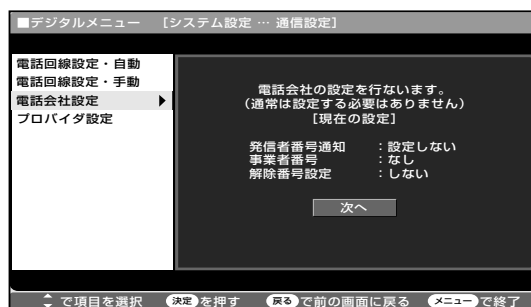 ■デジタルメニュー [システム設定 … 通信設定]
電話回線設定・自動
電話回線設定・手動
電話会社設定
プロバイダ設定
電話会社の設定を行ないます。
(通常は設定する必要はありません)
[現在の設定]
発信者番号通知 :設定しない
事業者番号 :なし
解除番号設定 :しない
次へ
で項目を選択 決定を押す 戻るで前の画面に戻る メニューで終了